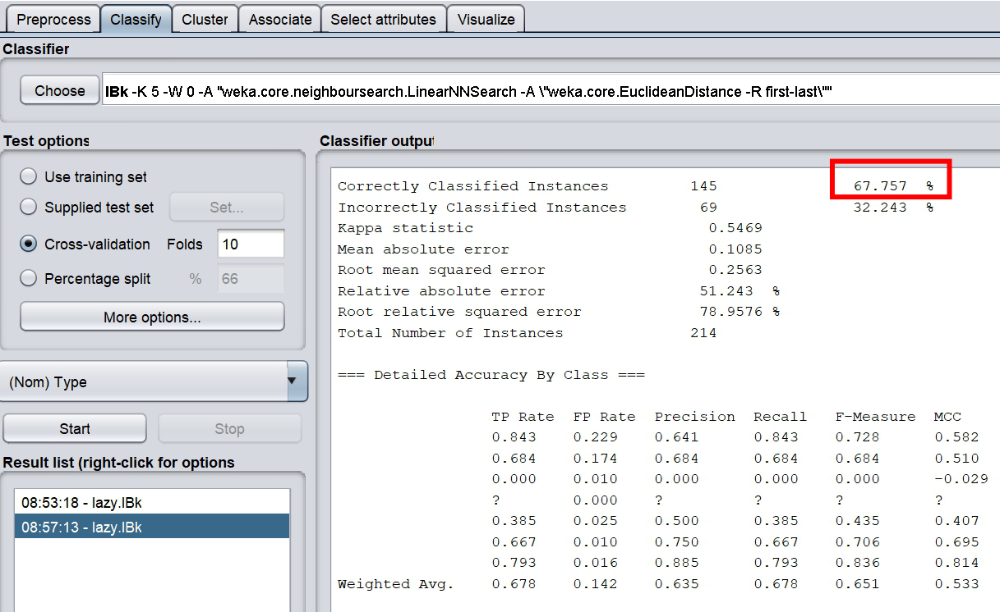 Preprocess Classify Cluster Associate Select attributes Visualize
Classifier
Choose IBk -K 5 -W 0 -A "weka.core.neighboursearch.LinearNNSearch -A \"weka.core.EuclideanDistance -R first-last\""
Test options
Use training set
Supplied test set Set...
Cross-validation Folds 10
Percentage split % 66
More options...
(Nom) Type
Start Stop
Result list (right-click for options
08:53:18 - lazy.IBk
08:57:13 - lazy.IBk
Classifier output
Correctly Classified Instances 145 67.757 %
Incorrectly Classified Instances 69 32.243 %
Kappa statistic 0.5469
Mean absolute error 0.1085
Root mean squared error 0.2563
Relative absolute error 51.243 %
Root relative squared error 78.9576 %
Total Number of Instances 214
=== Detailed Accuracy By Class ===
TP Rate FP Rate Precision Recall F-Measure MCC
0.843 0.229 0.641 0.843 0.728 0.582
0.684 0.174 0.684 0.684 0.684 0.510
0.000 0.010 0.000 0.000 0.000 -0.029
? 0.000 ? ? ? ?
0.385 0.025 0.500 0.385 0.435 0.407
0.667 0.010 0.750 0.667 0.706 0.695
0.793 0.016 0.885 0.793 0.836 0.814
Weighted Avg. 0.678 0.142 0.635 0.678 0.651 0.533